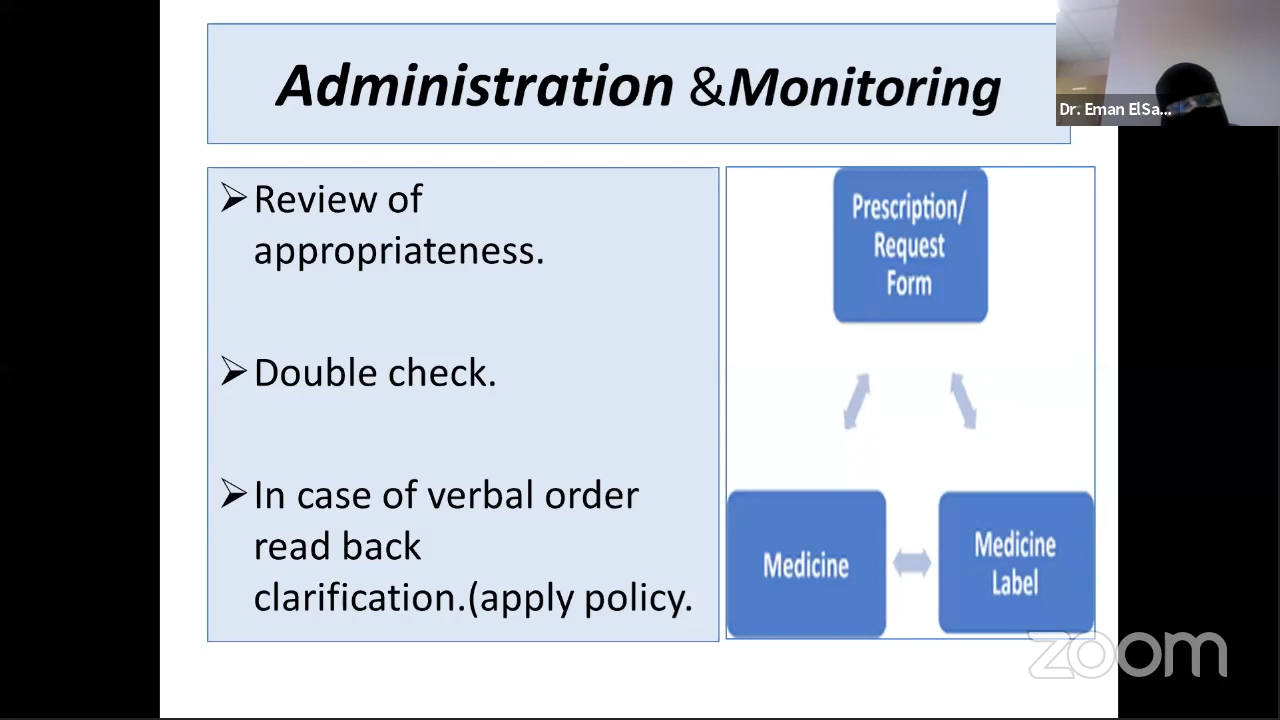 Administration &Monitoring
Dr. Eman ElSa...
➢Review of
appropriateness.
➢Double check.
➢In case of verbal order
read back
clarification.(apply policy.
Prescription/
Request
Form
Medicine
Medicine
Label
zoom